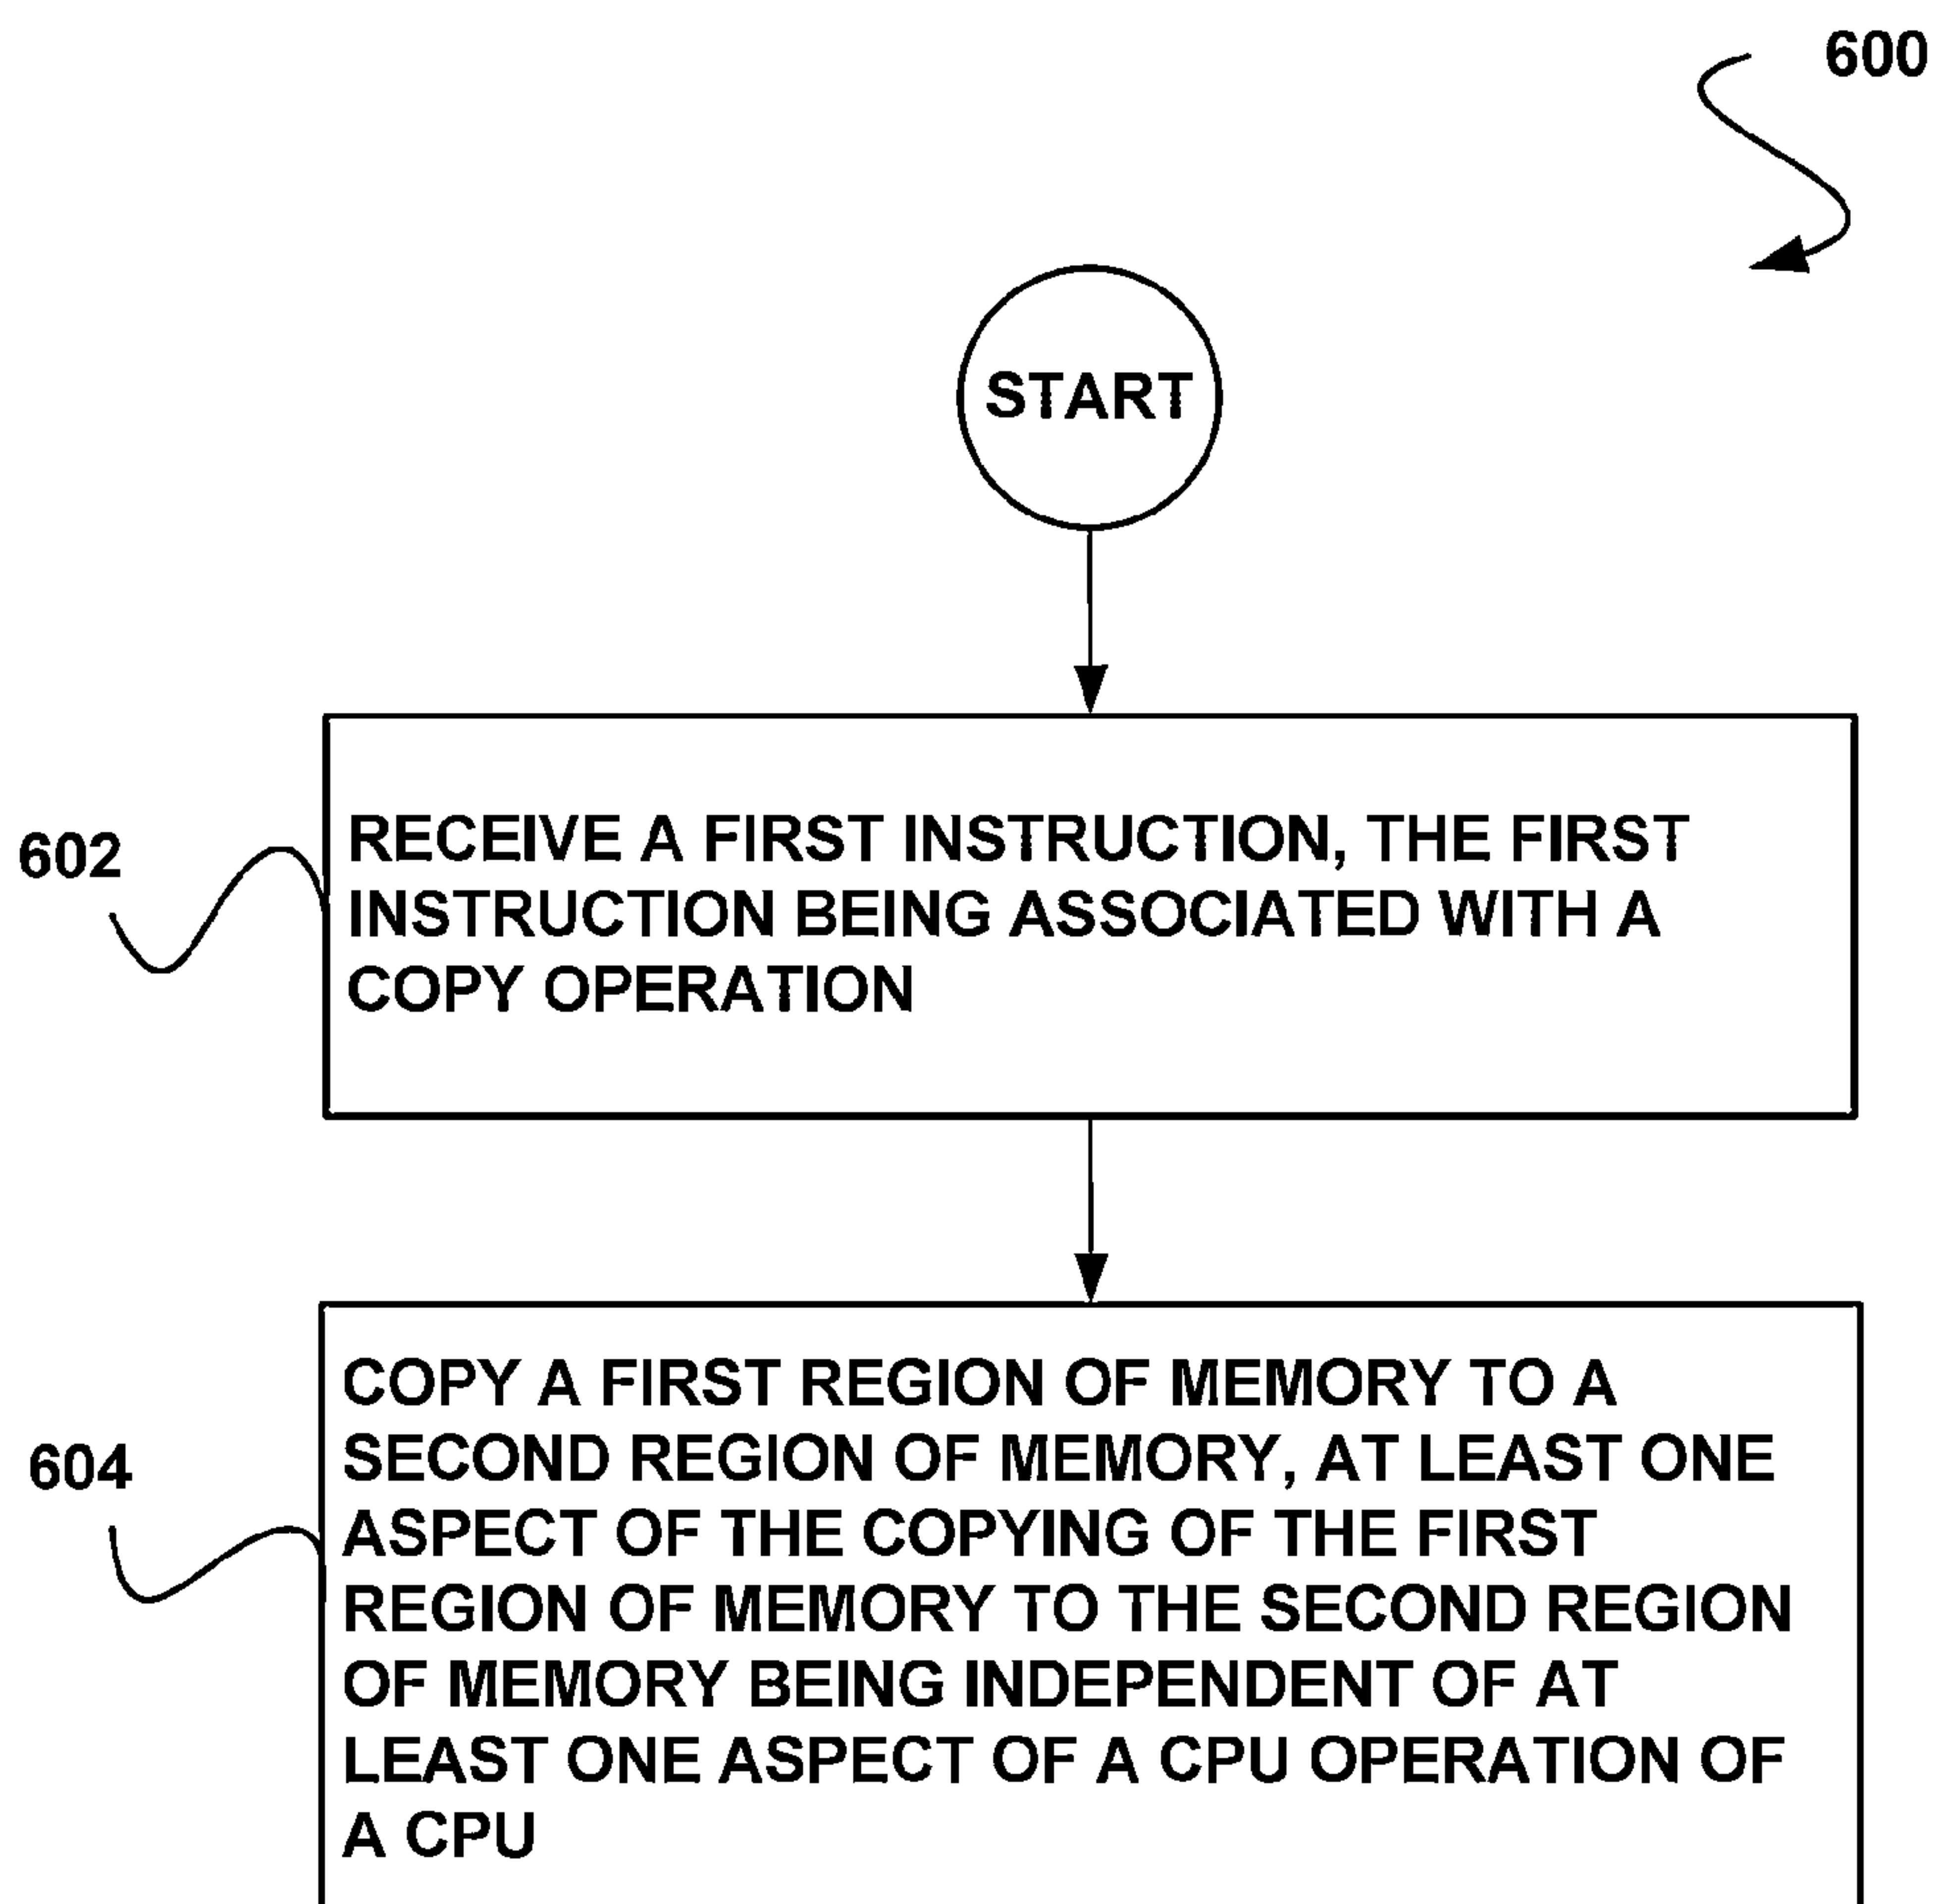 600
START
602
RECEIVE A FIRST INSTRUCTION, THE FIRST
INSTRUCTION BEING ASSOCIATED WITH A
COPY OPERATION
604
COPY A FIRST REGION OF MEMORY TO A
SECOND REGION OF MEMORY, AT LEAST ONE
ASPECT OF THE COPYING OF THE FIRST
REGION OF MEMORY TO THE SECOND REGION
OF MEMORY BEING INDEPENDENT OF AT
LEAST ONE ASPECT OF A CPU OPERATION OF
A CPU